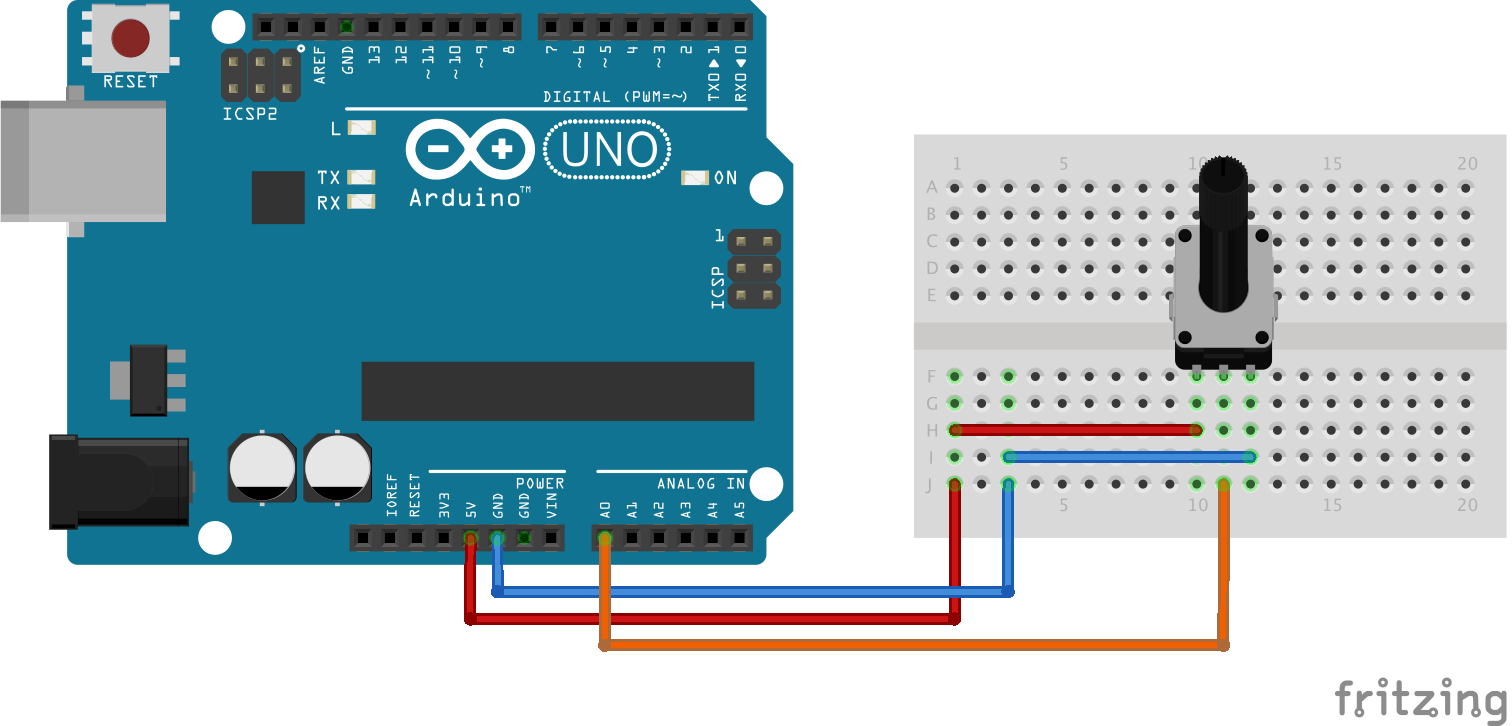 RESET
ICSP2
AREF
GND
13
12
~11
~10
~9
8
7
~6
~5
4
~3
2
TX0▶1
RX0◀0
DIGITAL (PWM=~)
L
TX
RX
UNO
Arduino™
ON
1
ICSP
IOREF
RESET
3V3
5V
GND
GND
VIN
POWER
A0
A1
A2
A3
A4
A5
ANALOG IN
1 5 10 15 20
A
B
C
D
E
F
G
H
I
J
5 10 15 20
fritzing